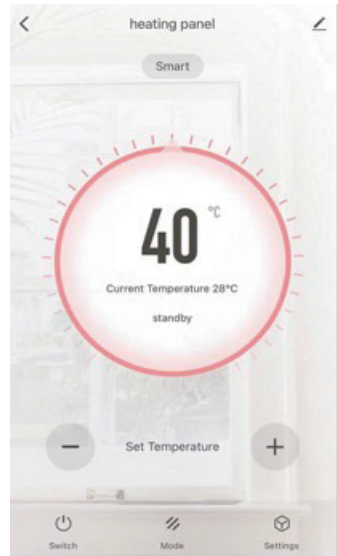 heating panel
Smart
40 °C
Current Temperature 28°C
standby
Set Temperature
Switch Mode Settings